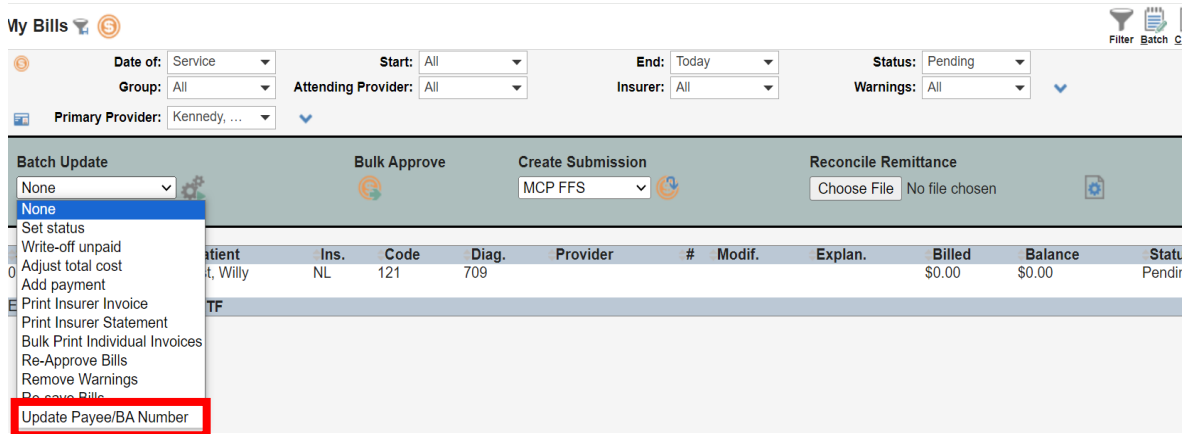 My Bills
Filter Batch
Date of: Service Start: All End: Today Status: Pending
Group: All Attending Provider: All Insurer: All Warnings: All
Primary Provider: Kennedy, ...
Batch Update Bulk Approve Create Submission Reconcile Remittance
None MCP FFS Choose File No file chosen
None
Set status
Write-off unpaid
Adjust total cost
Add payment
Print Insurer Invoice
Print Insurer Statement
Bulk Print Individual Invoices
Re-Approve Bills
Remove Warnings
Re-save Bills
Update Payee/BA Number
atient Ins. Code Diag. Provider # Modif. Explan. Billed Balance Statu
t, Willy NL 121 709 $0.00 $0.00 Pendin
TF